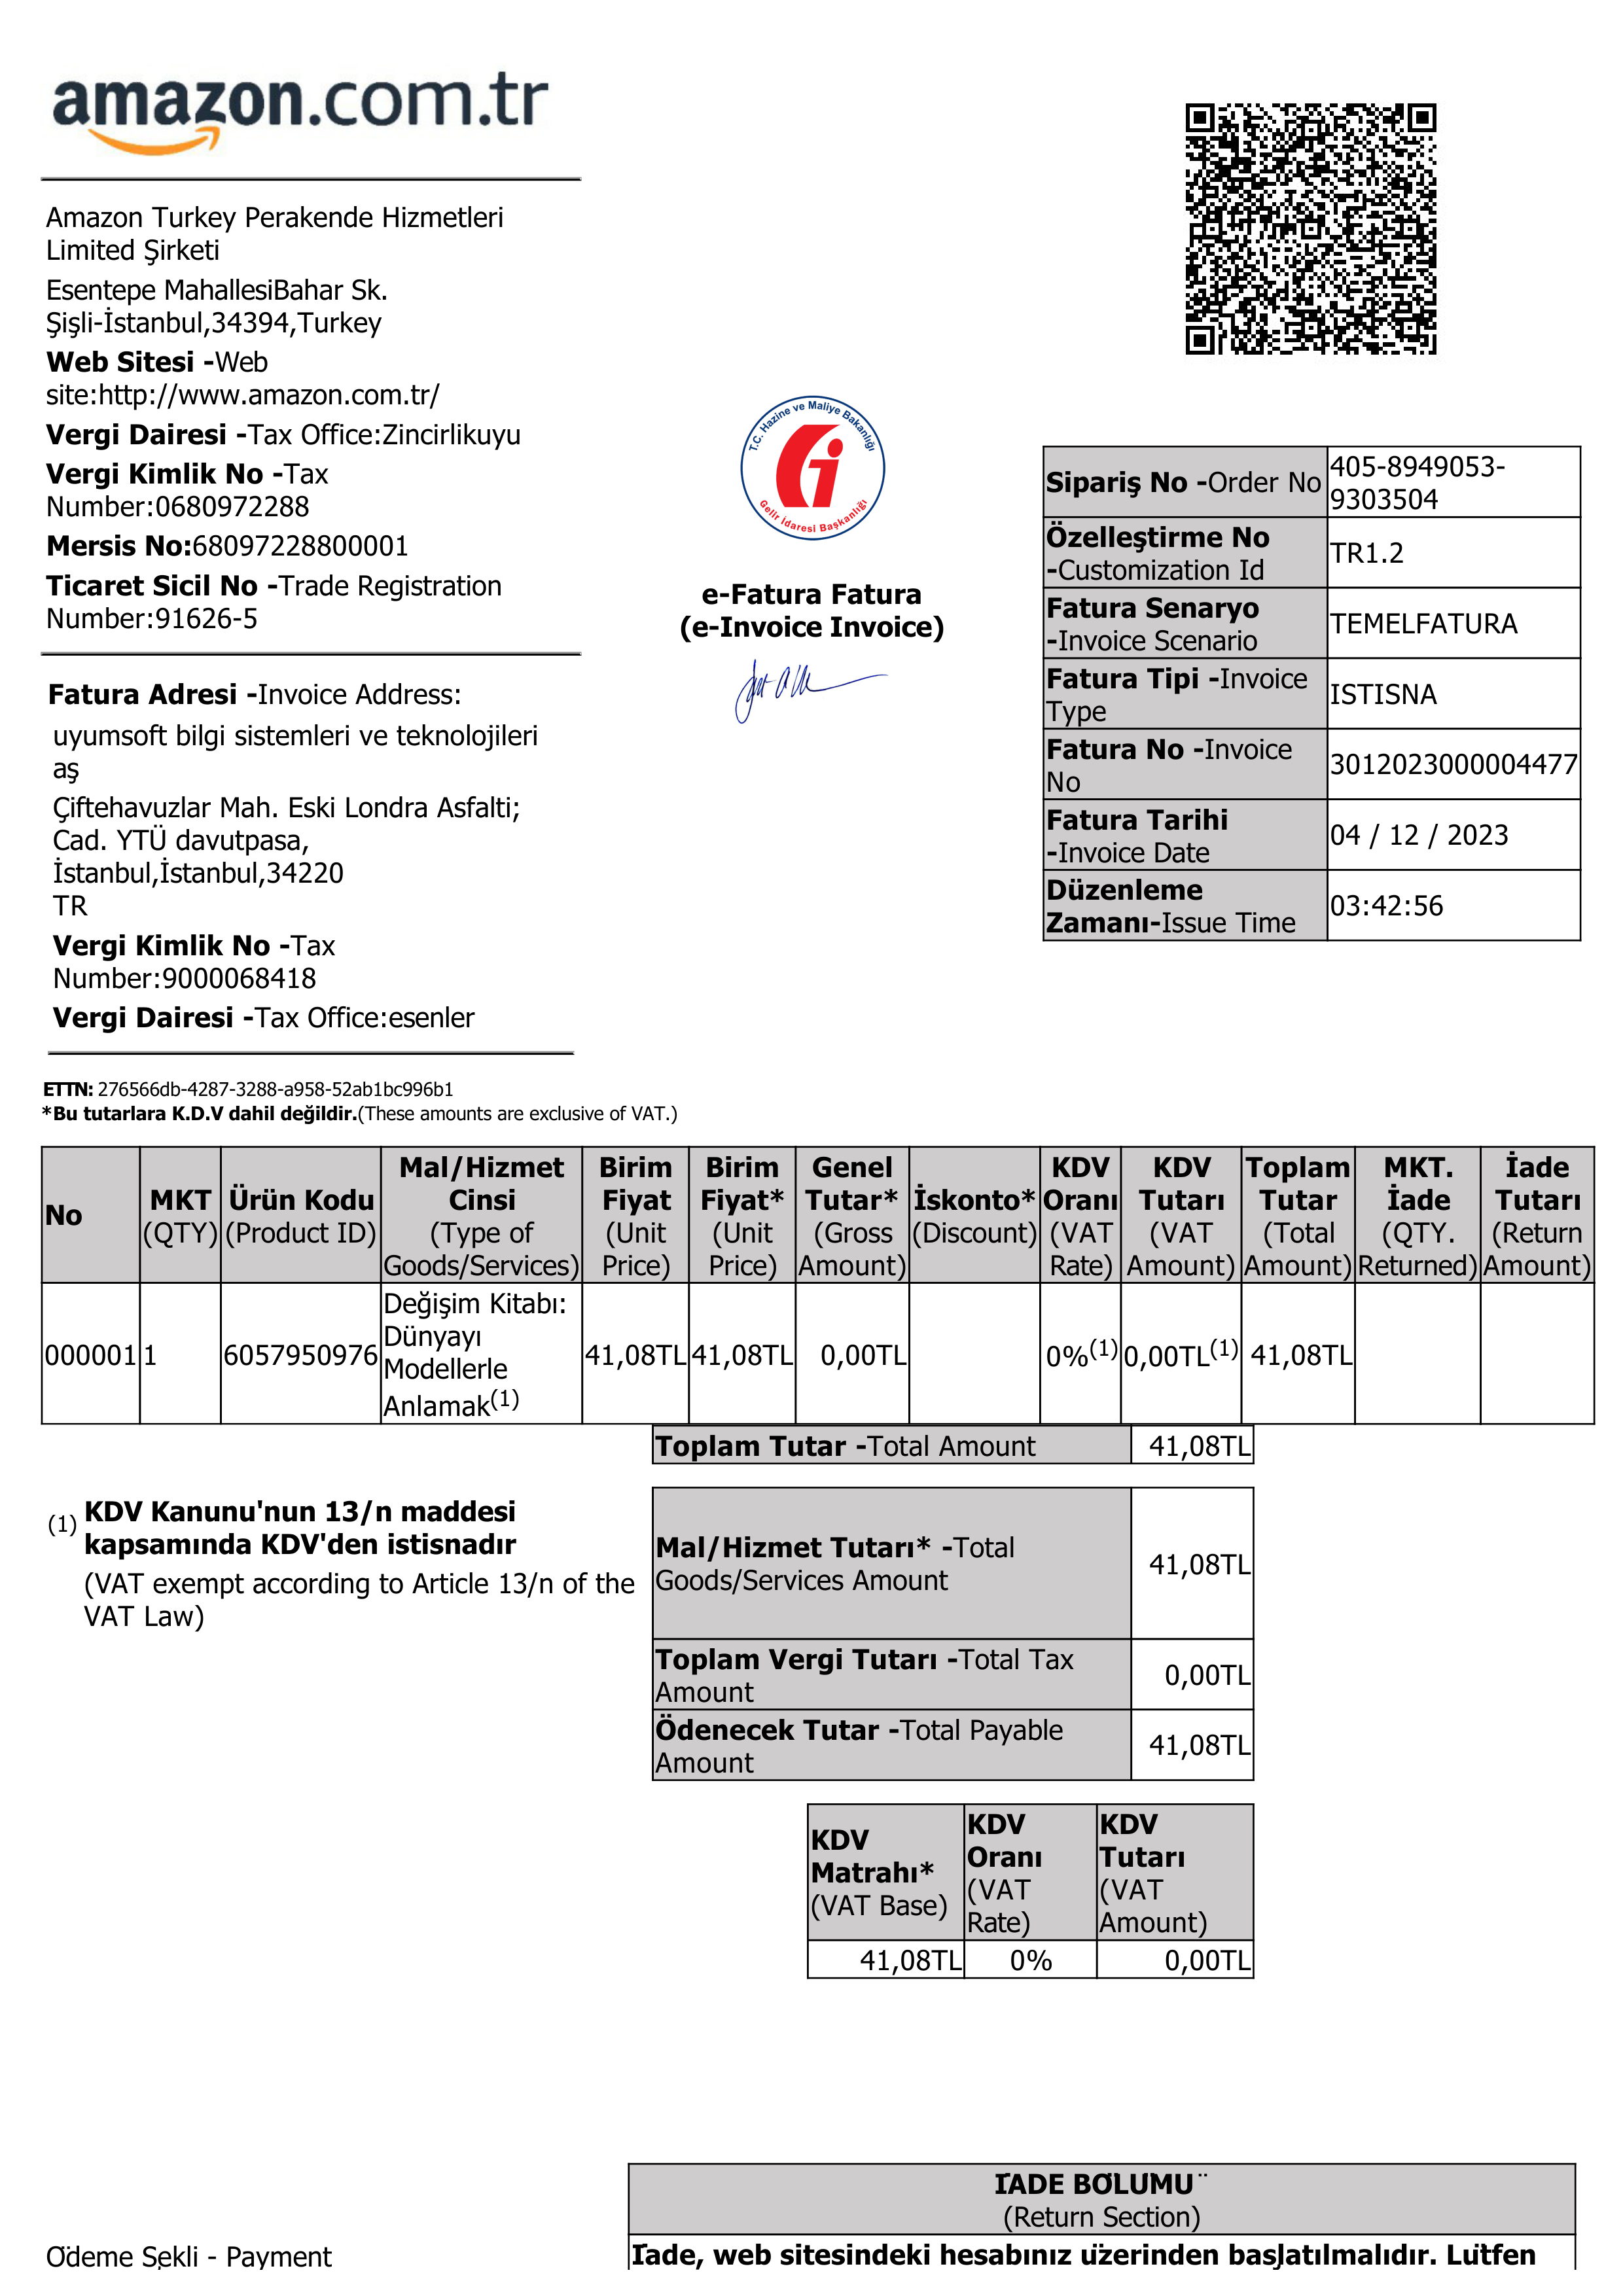 amazon.com.tr
Amazon Turkey Perakende Hizmetleri
Limited Şirketi
Esentepe MahallesiBahar Sk.
Şişli-İstanbul,34394,Turkey
Web Sitesi -Web
site:http://www.amazon.com.tr/
Vergi Dairesi -Tax Office:Zincirlikuyu
Vergi Kimlik No -Tax
Number:0680972288
Mersis No:68097228800001
Ticaret Sicil No -Trade Registration
Number:91626-5
T.C. Hazine ve Maliye Bakanlığı
Gelir İdaresi Başkanlığı
e-Fatura Fatura
(e-Invoice Invoice)
Sipariş No -Order No
405-8949053-
9303504
Özelleştirme No
-Customization Id
TR1.2
Fatura Senaryo
-Invoice Scenario
TEMELFATURA
Fatura Tipi -Invoice
Type
ISTISNA
Fatura No -Invoice
No
3012023000004477
Fatura Tarihi
-Invoice Date
04 / 12 / 2023
Düzenleme
Zamanı-Issue Time
03:42:56
Fatura Adresi -Invoice Address:
uyumsoft bilgi sistemleri ve teknolojileri
aş
Çiftehavuzlar Mah. Eski Londra Asfalti;
Cad. YTÜ davutpasa,
İstanbul,İstanbul,34220
TR
Vergi Kimlik No -Tax
Number:9000068418
Vergi Dairesi -Tax Office:esenler
ETTN: 276566db-4287-3288-a958-52ab1bc996b1
*Bu tutarlara K.D.V dahil değildir.(These amounts are exclusive of VAT.)
No
MKT
(QTY)
Ürün Kodu
(Product ID)
Mal/Hizmet
Cinsi
(Type of
Goods/Services)
Birim
Fiyat
(Unit
Price)
Birim
Fiyat*
(Unit
Price)
Genel
Tutar*
(Gross
Amount)
İskonto*
(Discount)
KDV
Oranı
(VAT
Rate)
KDV
Tutarı
(VAT
Amount)
Toplam
Tutar
(Total
Amount)
MKT.
İade
(QTY.
Returned)
İade
Tutarı
(Return
Amount)
000001
1
6057950976
Değişim Kitabı:
Dünyayı
Modellerle
Anlamak(1)
41,08TL
41,08TL
0,00TL
0%(1)
0,00TL(1)
41,08TL
Toplam Tutar -Total Amount
41,08TL
(1) KDV Kanunu'nun 13/n maddesi
kapsamında KDV'den istisnadır
(VAT exempt according to Article 13/n of the
VAT Law)
Mal/Hizmet Tutarı* -Total
Goods/Services Amount
41,08TL
Toplam Vergi Tutarı -Total Tax
Amount
0,00TL
Ödenecek Tutar -Total Payable
Amount
41,08TL
KDV
Matrahı*
(VAT Base)
KDV
Oranı
(VAT
Rate)
KDV
Tutarı
(VAT
Amount)
41,08TL
0%
0,00TL
İADE BÖLÜMÜ
(Return Section)
Ödeme Şekli - Payment
İade, web sitesindeki hesabınız üzerinden başlatılmalıdır. Lütfen